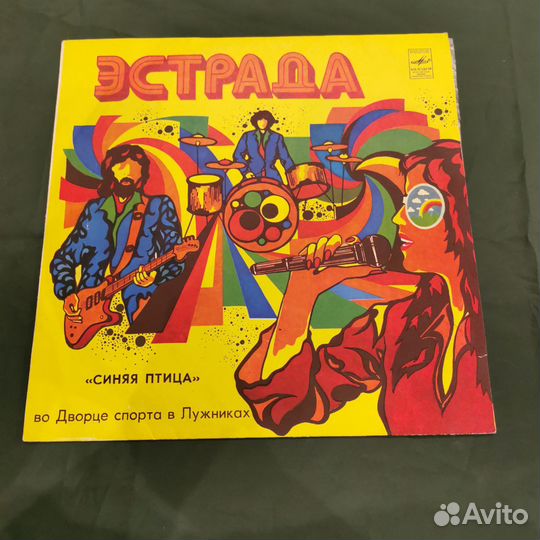 ЭСТРАДА
«СИНЯЯ ПТИЦА»
во Дворце спорта в Лужниках
Avito